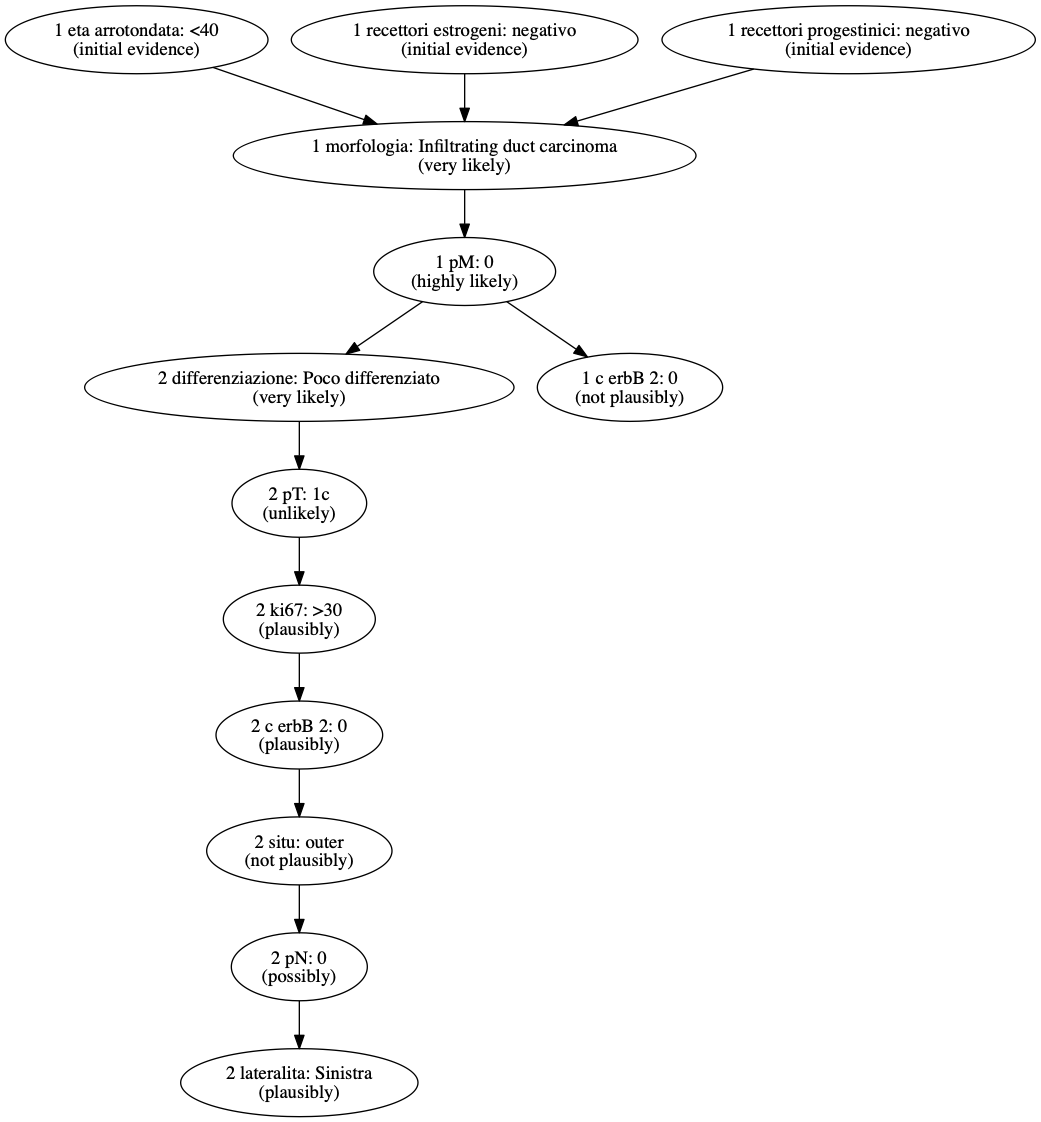 1 eta arrotondata: <40
(initial evidence)
1 recettori estrogeni: negativo
(initial evidence)
1 recettori progestinici: negativo
(initial evidence)
1 morfologia: Infiltrating duct carcinoma
(very likely)
1 pM: 0
(highly likely)
2 differenziazione: Poco differenziato
(very likely)
1 c erbB 2: 0
(not plausibly)
2 pT: 1c
(unlikely)
2 ki67: >30
(plausibly)
2 c erbB 2: 0
(plausibly)
2 situ: outer
(not plausibly)
2 pN: 0
(possibly)
2 lateralita: Sinistra
(plausibly)